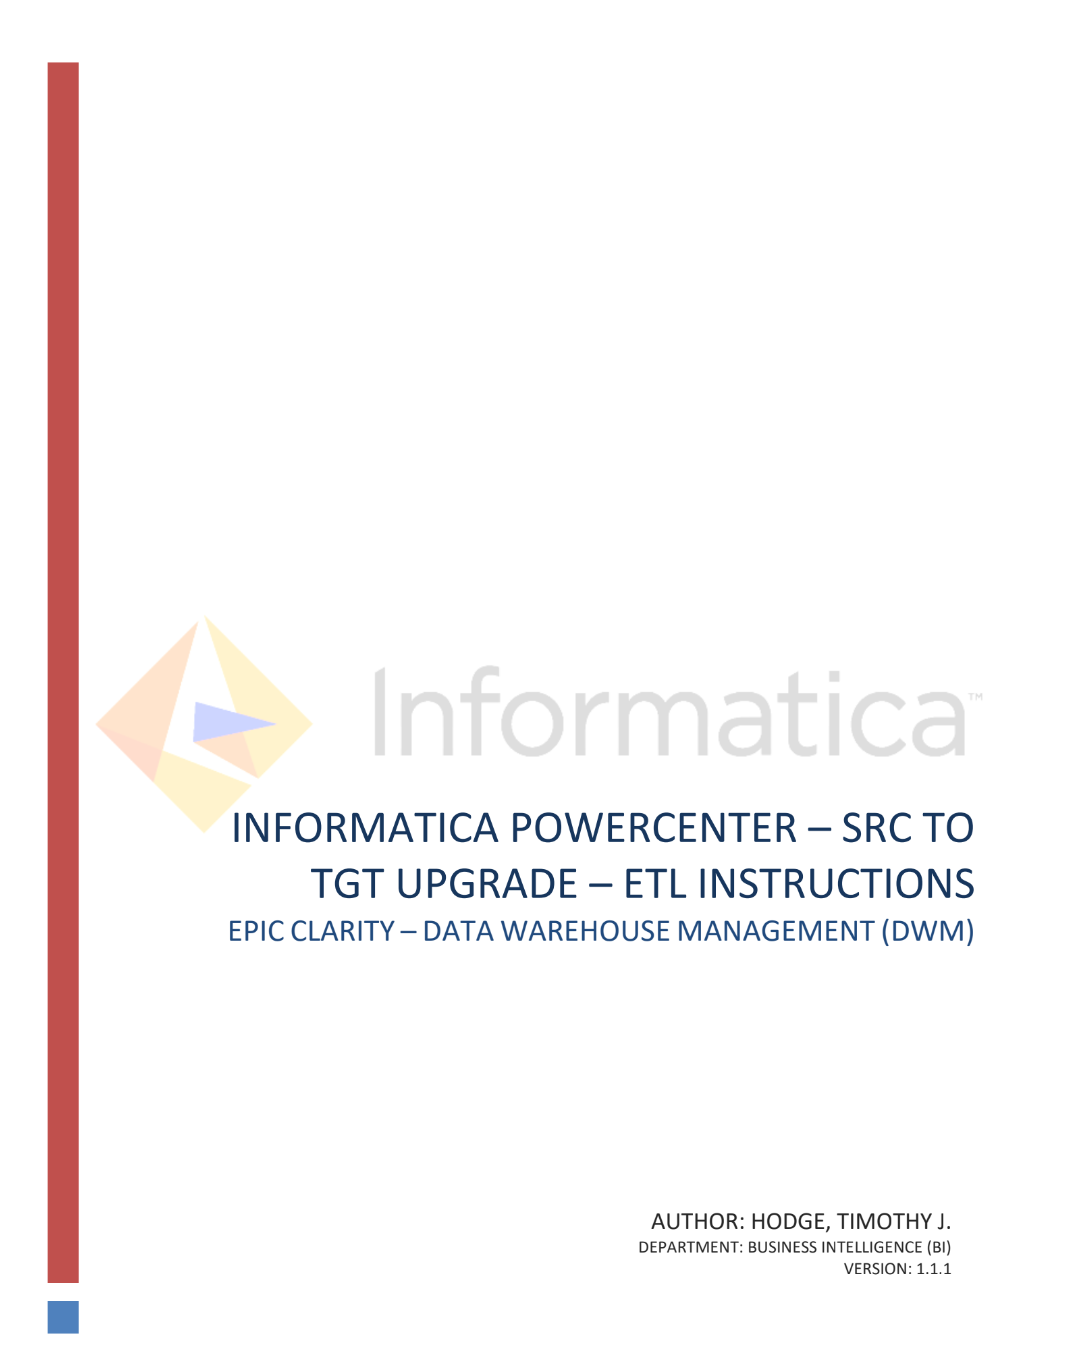 Informatica™
INFORMATICA POWERCENTER – SRC TO
TGT UPGRADE – ETL INSTRUCTIONS
EPIC CLARITY – DATA WAREHOUSE MANAGEMENT (DWM)
AUTHOR: HODGE, TIMOTHY J.
DEPARTMENT: BUSINESS INTELLIGENCE (BI)
VERSION: 1.1.1